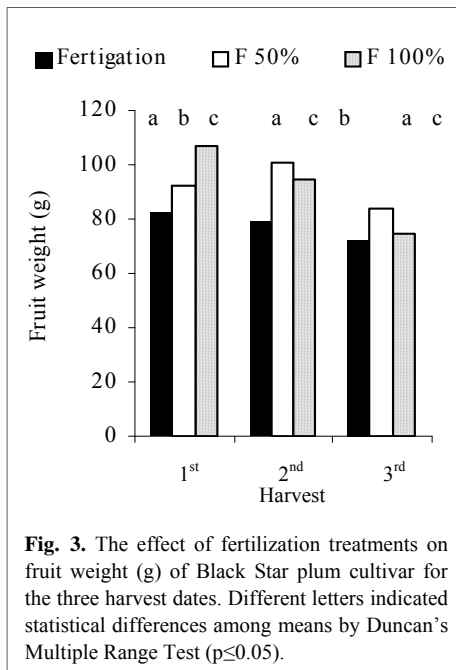 Fertigation F 50% F 100%
120
a b c a c b a c
100
80
60
40
20
0
Fruit weight (g)
1st 2nd 3rd
Harvest
Fig. 3. The effect of fertilization treatments on
fruit weight (g) of Black Star plum cultivar for
the three harvest dates. Different letters indicated
statistical differences among means by Duncan’s
Multiple Range Test (p≤0.05).